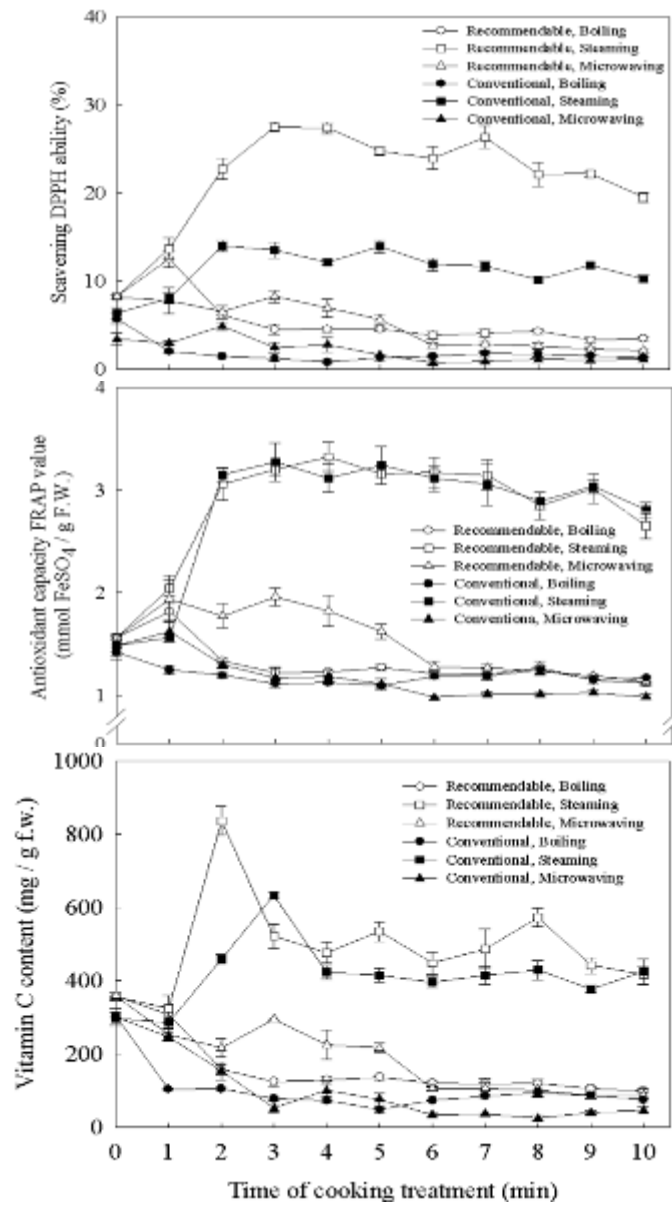 40
30
20
10
0
Scavening DPPH ability (%)
Recommendable, Boiling
Recommendable, Steaming
Recommendable, Microwaving
Conventional, Boiling
Conventional, Steaming
Conventional, Microwaving
4
3
2
1
0
Antioxidant capacity FRAP value
(mmol FeSO4 / g F.W.)
Recommendable, Boiling
Recommendable, Steaming
Recommendable, Microwaving
Conventional, Boiling
Conventional, Steaming
Conventiona, Microwaving
1000
800
600
400
200
0
Vitamin C content (mg / g f.w.)
Recommendable, Boiling
Recommendable, Steaming
Recommendable, Microwaving
Conventional, Boiling
Conventional, Steaming
Conventional, Microwaving
0 1 2 3 4 5 6 7 8 9 10
Time of cooking treatment (min)